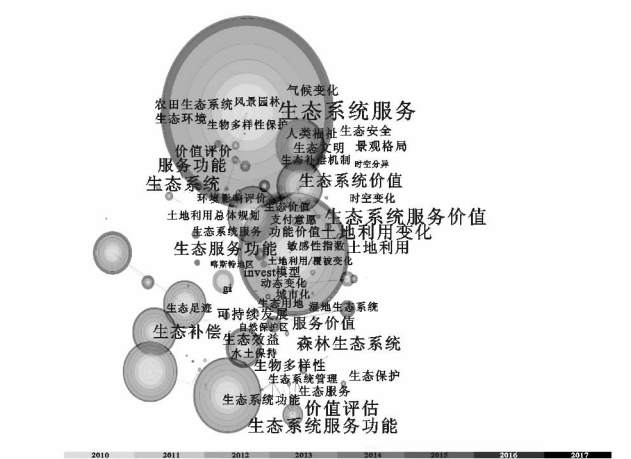 气候变化
农田生态系统
风景园林
生态系统服务
生态环境
生物多样性保护
人类福祉
生态安全
价值评价
生态文明
景观格局
服务功能
生态补偿机制
时空分异
生态系统
生态系统价值
环境影响评价
时空变化
生态价值
土地利用总体规划
支付意愿
生态系统服务价值
生态系统服务
功能价值
土地利用变化
生态服务功能
敏感性指数
土地利用
喀斯特地区
土地利用/覆被变化
invest模型
动态变化
gi
城市化
生态用地
湿地生态系统
生态足迹
可持续发展
自然保护区
服务价值
生态补偿
生态效益
森林生态系统
水土保持
生物多样性
生态系统管理
生态保护
生态服务
生态系统功能
价值评估
生态系统服务功能
2010 2011 2012 2013 2014 2015 2016 2017